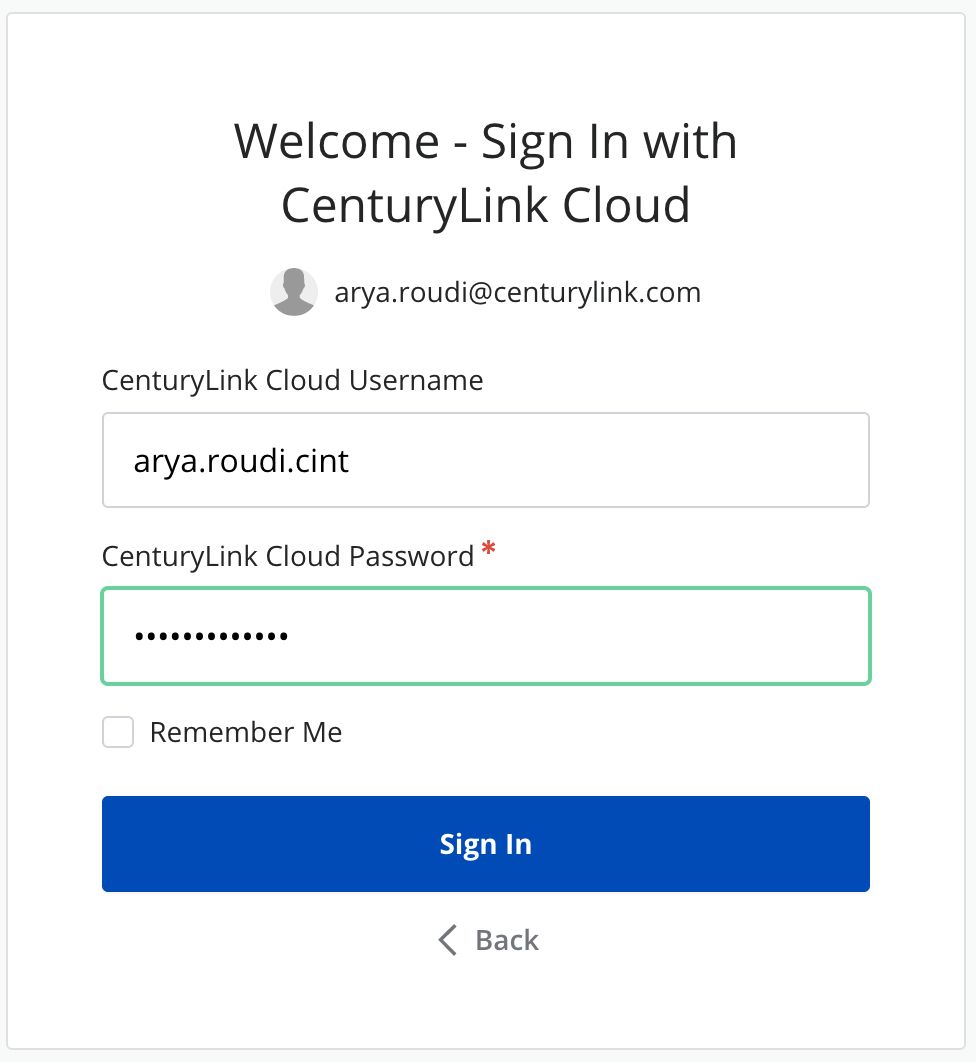 Welcome - Sign In with
CenturyLink Cloud
arya.roudi@centurylink.com
CenturyLink Cloud Username
arya.roudi.cint
CenturyLink Cloud Password *
•••••••••••••
Remember Me
Sign In
Back